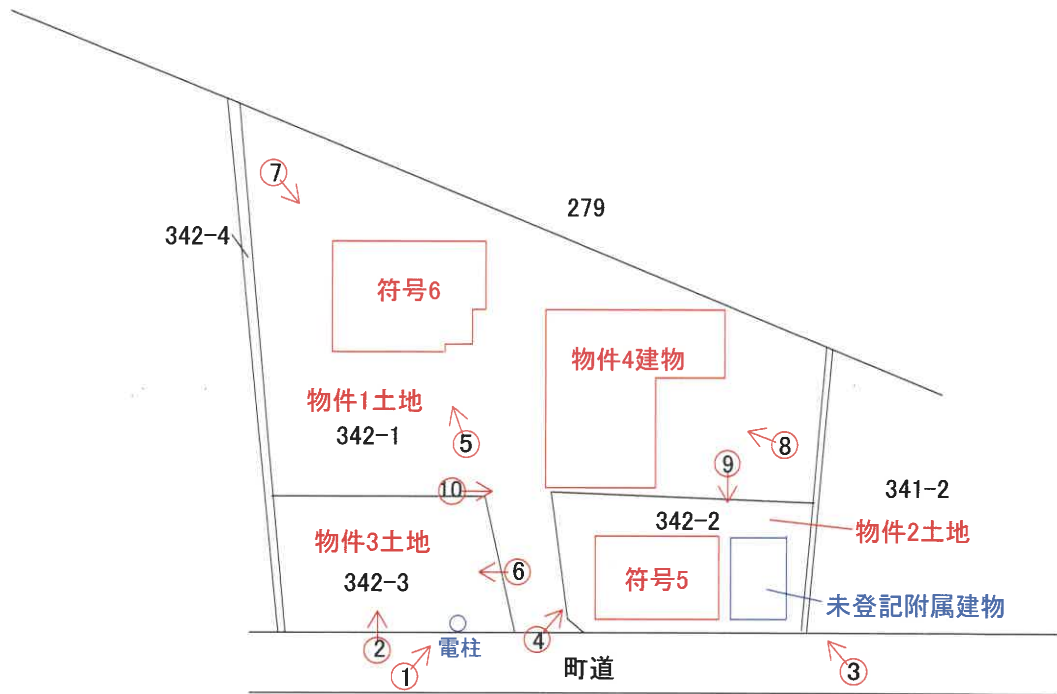 ⑦
279
342-4
符号6
物件4建物
物件1土地
342-1
⑤
⑧
⑨
⑩
341-2
342-2
物件2土地
物件3土地
342-3
⑥
符号5
未登記附属建物
④
電柱
②
①
町道
③